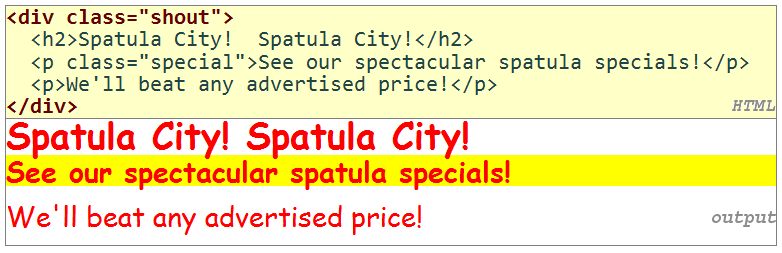 <div class="shout">
  <h2>Spatula City!  Spatula City!</h2>
  <p class="special">See our spectacular spatula specials!</p>
  <p>We'll beat any advertised price!</p>
</div> HTML
Spatula City! Spatula City!
See our spectacular spatula specials!
We'll beat any advertised price! output